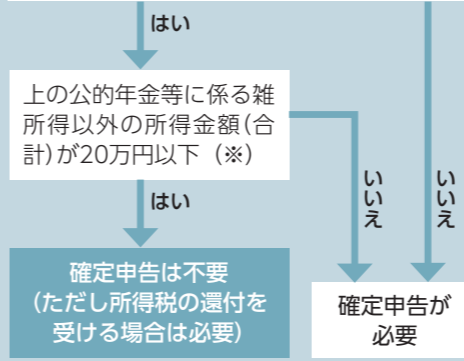 はい
上の公的年金等に係る雑
所得以外の所得金額(合
計)が20万円以下（※）
はい
いいえ
いいえ
確定申告は不要
（ただし所得税の還付を
受ける場合は必要）
確定申告が
必要